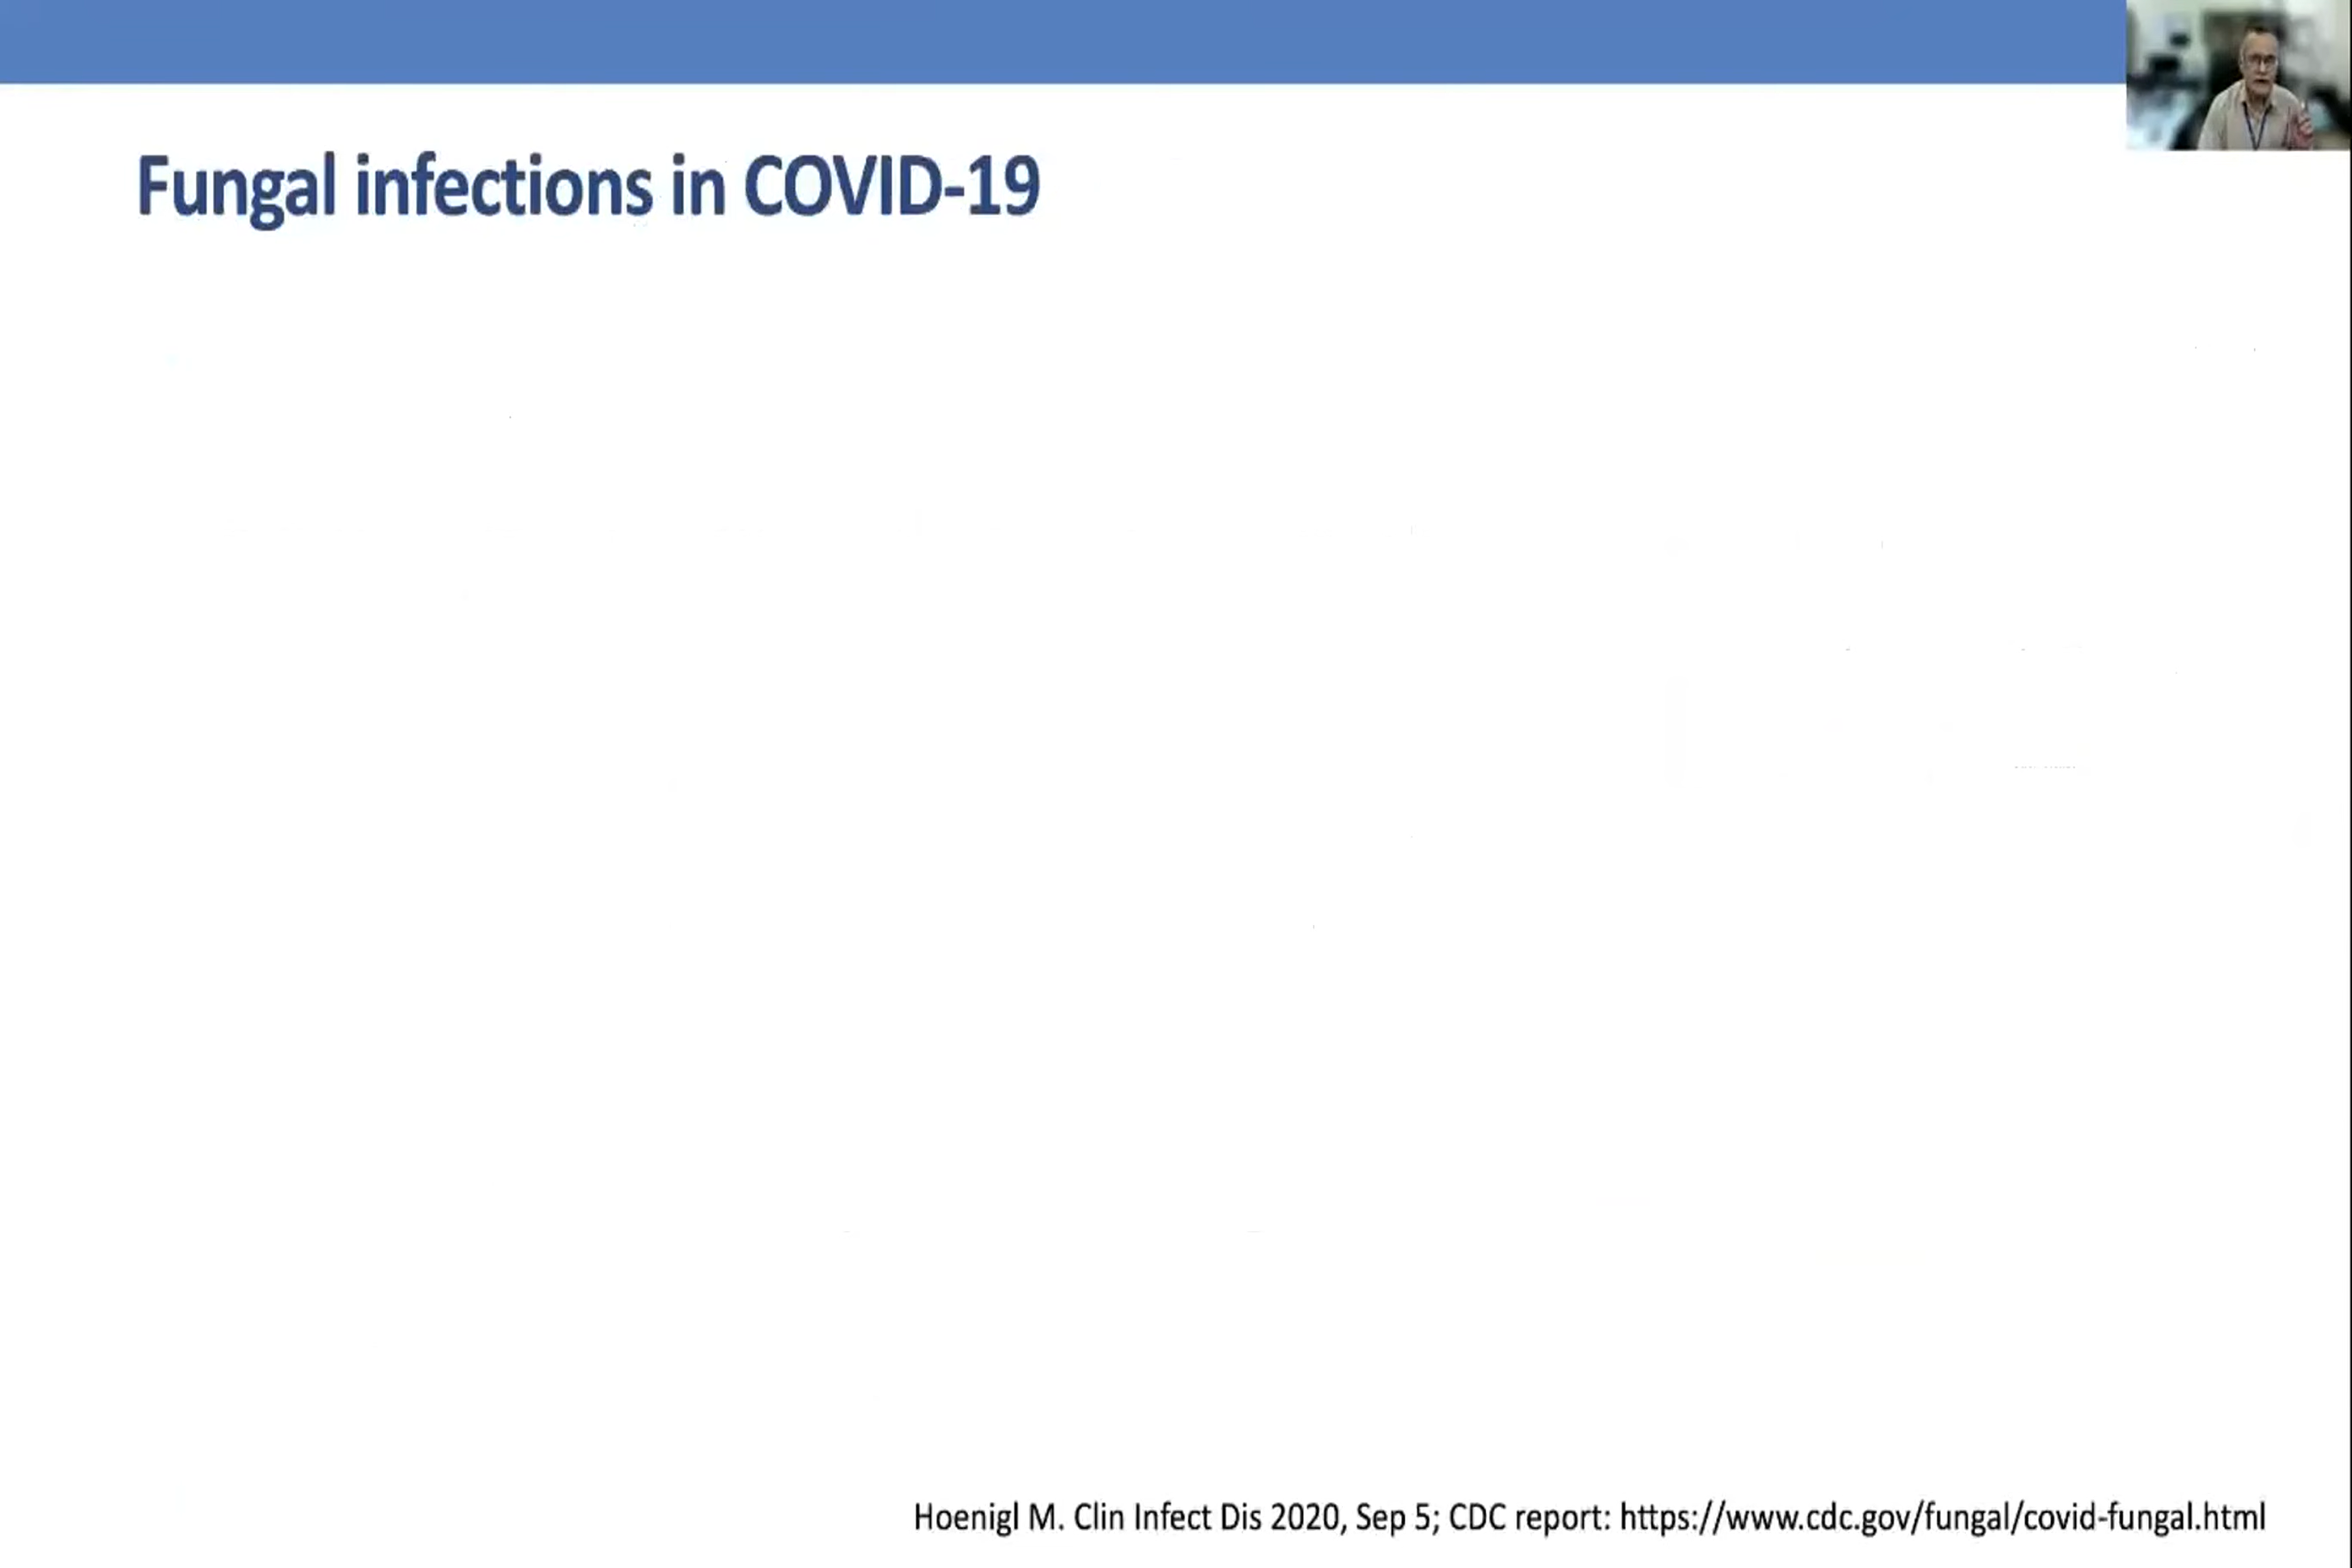 Fungal infections in COVID-19
Hoenigl M. Clin Infect Dis 2020, Sep 5; CDC report: https://www.cdc.gov/fungal/covid-fungal.html